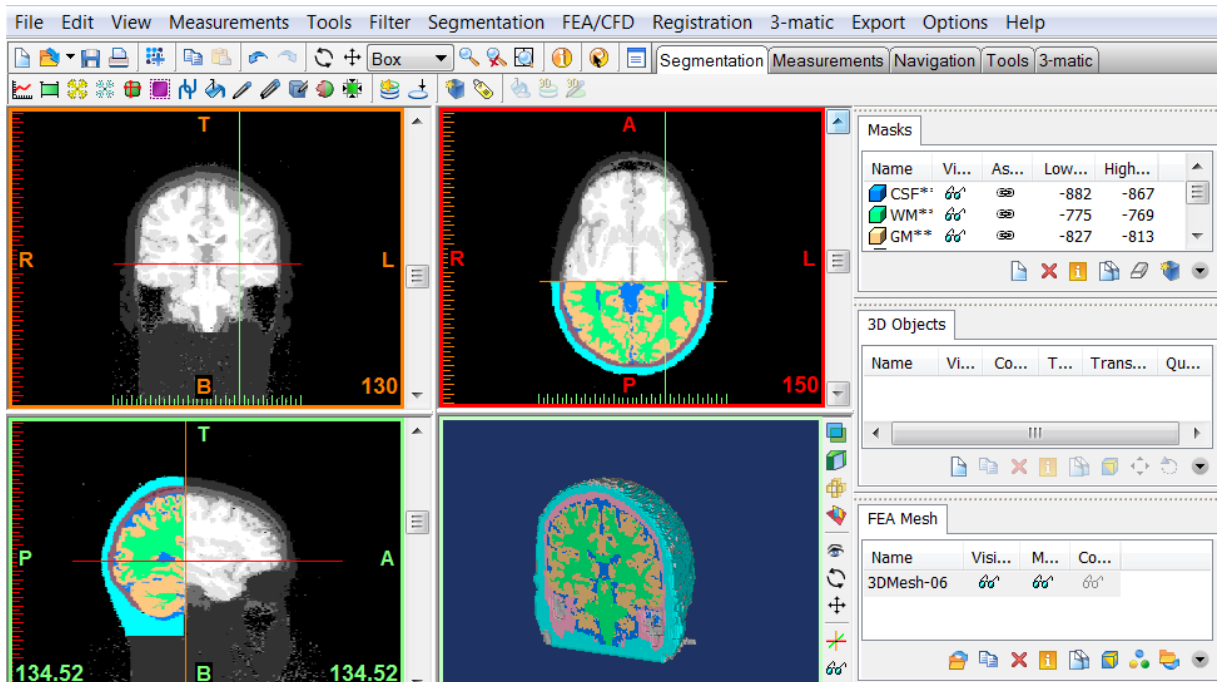 File Edit View Measurements Tools Filter Segmentation FEA/CFD Registration 3-matic Export Options Help
Box
Segmentation Measurements Navigation Tools 3-matic
T
R
L
B
130
A
R
L
P
150
T
P
A
134.52
B
134.52
Masks
Name Vi... As... Low... High...
CSF** -882 -867
WM** -775 -769
GM** -827 -813
3D Objects
Name Vi... Co... T... Trans... Qu...
FEA Mesh
Name Visi... M... Co...
3DMesh-06